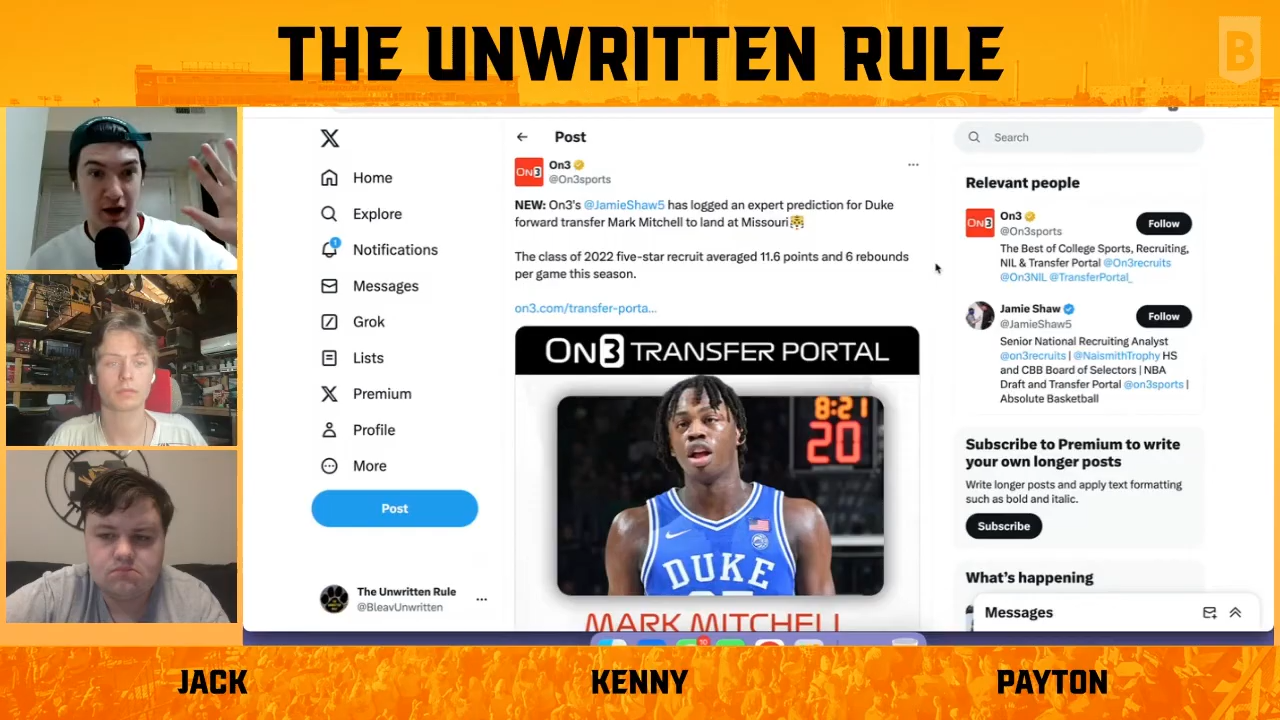 THE UNWRITTEN RULE
B
X
Home
Explore
1
Notifications
Messages
Grok
Lists
Premium
Profile
More
Post
The Unwritten Rule
@BleavUnwritten
Post
On3
On3
@On3sports
NEW: On3's @JamieShaw5 has logged an expert prediction for Duke
forward transfer Mark Mitchell to land at Missouri
The class of 2022 five-star recruit averaged 11.6 points and 6 rebounds
per game this season.
on3.com/transfer-porta...
On3 TRANSFER PORTAL
8:21
20
DUKE
MARK MITCHELL
Search
Relevant people
On3
On3
@On3sports
Follow
The Best of College Sports, Recruiting,
NIL & Transfer Portal @On3recruits
@On3NIL @TransferPortal_
Jamie Shaw
@JamieShaw5
Follow
Senior National Recruiting Analyst
@on3recruits | @NaismithTrophy HS
and CBB Board of Selectors | NBA
Draft and Transfer Portal @on3sports |
Absolute Basketball
Subscribe to Premium to write
your own longer posts
Write longer posts and apply text formatting
such as bold and italic.
Subscribe
What's happening
Messages
10
JACK
KENNY
PAYTON